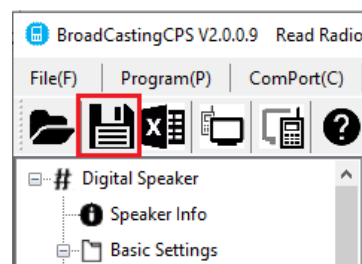 BroadCastingCPS V2.0.0.9 Read Radio
File(F) Program(P) ComPort(C)
Digital Speaker
Speaker Info
Basic Settings